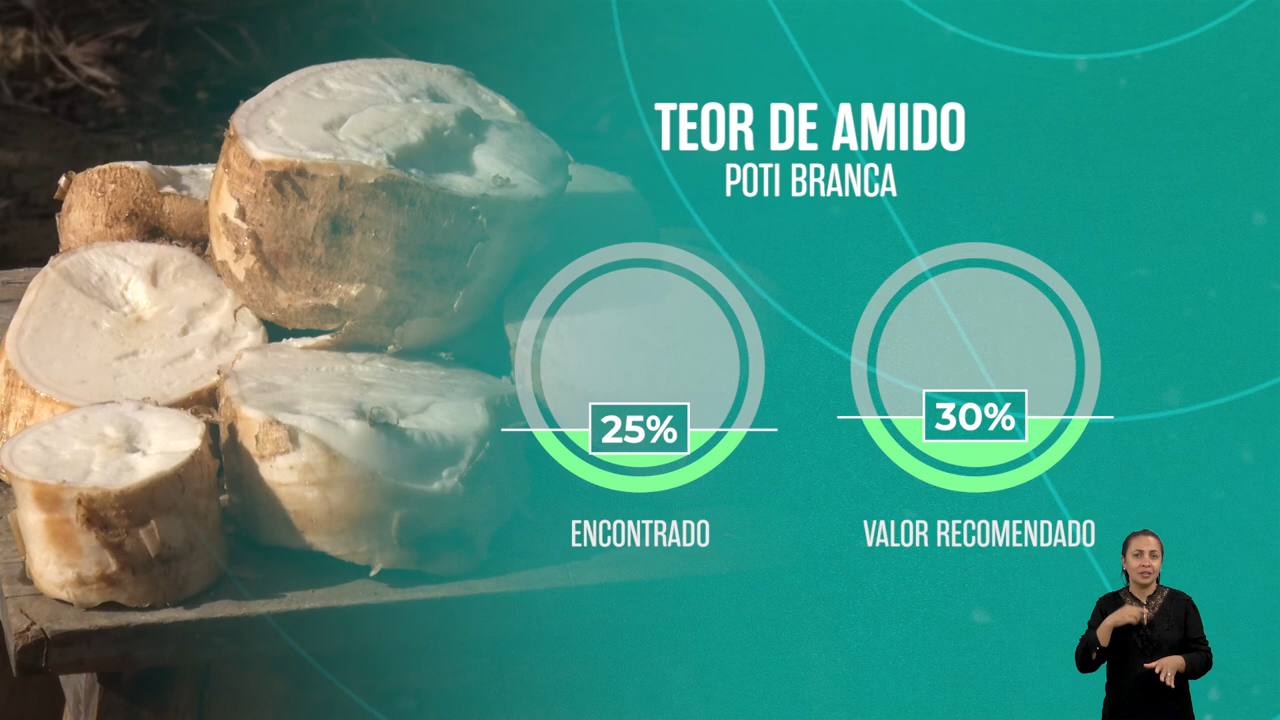 TEOR DE AMIDO
POTI BRANCA
25%
30%
ENCONTRADO
VALOR RECOMENDADO